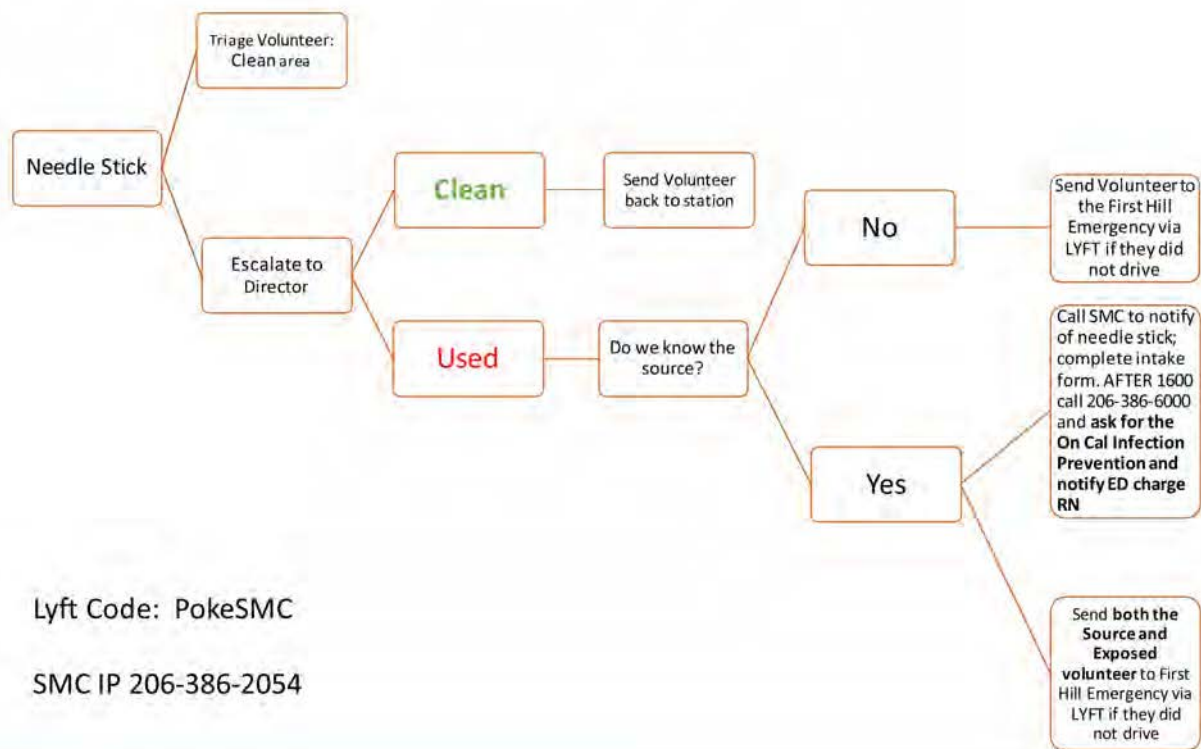 Triage Volunteer:
Clean area
Needle Stick
Escalate to
Director
Clean
Send Volunteer
back to station
Used
Do we know the
source?
No
Send Volunteer to
the First Hill
Emergency via
LYFT if they did
not drive
Yes
Call SMC to notify
of needle stick;
complete intake
form. AFTER 1600
call 206-386-6000
and ask for the
On Cal Infection
Prevention and
notify ED charge
RN
Send both the
Source and
Exposed
volunteer to First
Hill Emergency via
LYFT if they did
not drive
Lyft Code: PokeSMC
SMC IP 206-386-2054